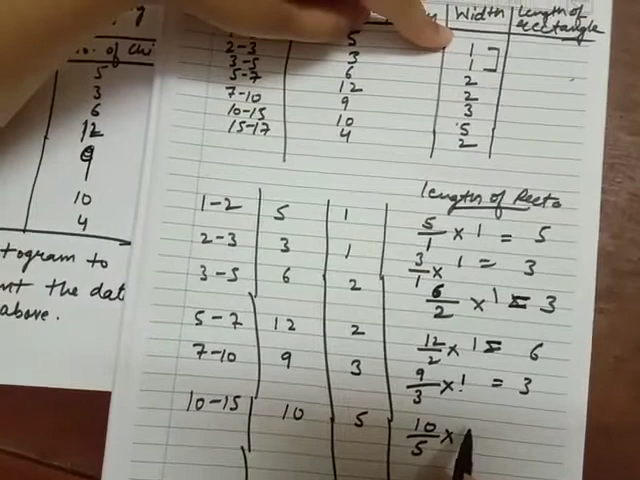 Width Length of
Rectangle
5 1
2-3 3 1
3-5 6 2
5-7 12 2
7-10 9 3
10-15 10 5
15-17 4 2
5
3
6
12
9
10
4
togram to
the dat
above.
length of Recta
1-2 5 1 5/1 × 1 = 5
2-3 3 1 3/1 × 1 = 3
3-5 6 2 6/2 × 1 = 3
5-7 12 2 12/2 × 1 = 6
7-10 9 3 9/3 × 1 = 3
10-15 10 5 10/5 ×